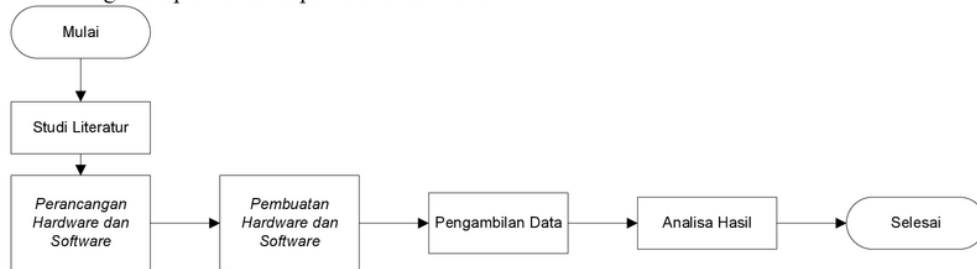 Mulai
Studi Literatur
Perancangan
Hardware dan
Software
Pembuatan
Hardware dan
Software
Pengambilan Data
Analisa Hasil
Selesai